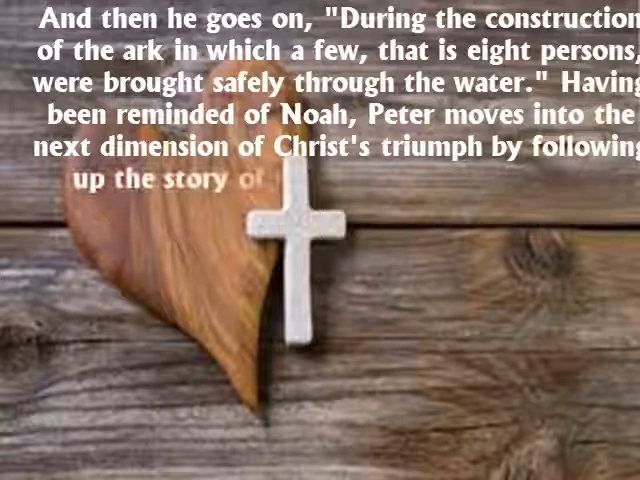 And then he goes on, "During the construction
of the ark in which a few, that is eight persons,
were brought safely through the water." Having
been reminded of Noah, Peter moves into the
next dimension of Christ's triumph by following
up the story of